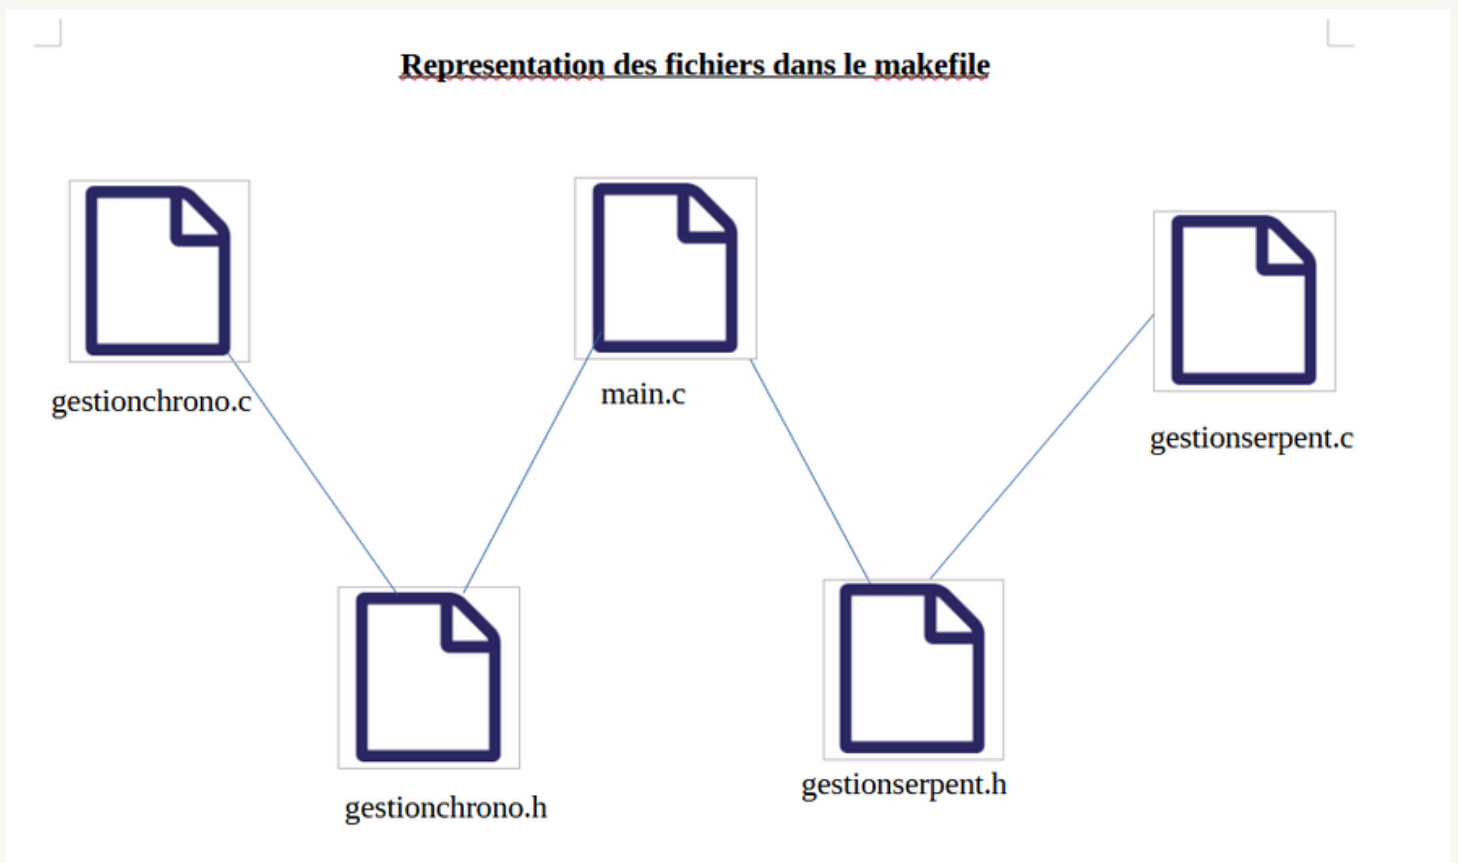 Representation des fichiers dans le makefile
gestionchrono.c
main.c
gestionserpent.c
gestionchrono.h
gestionserpent.h